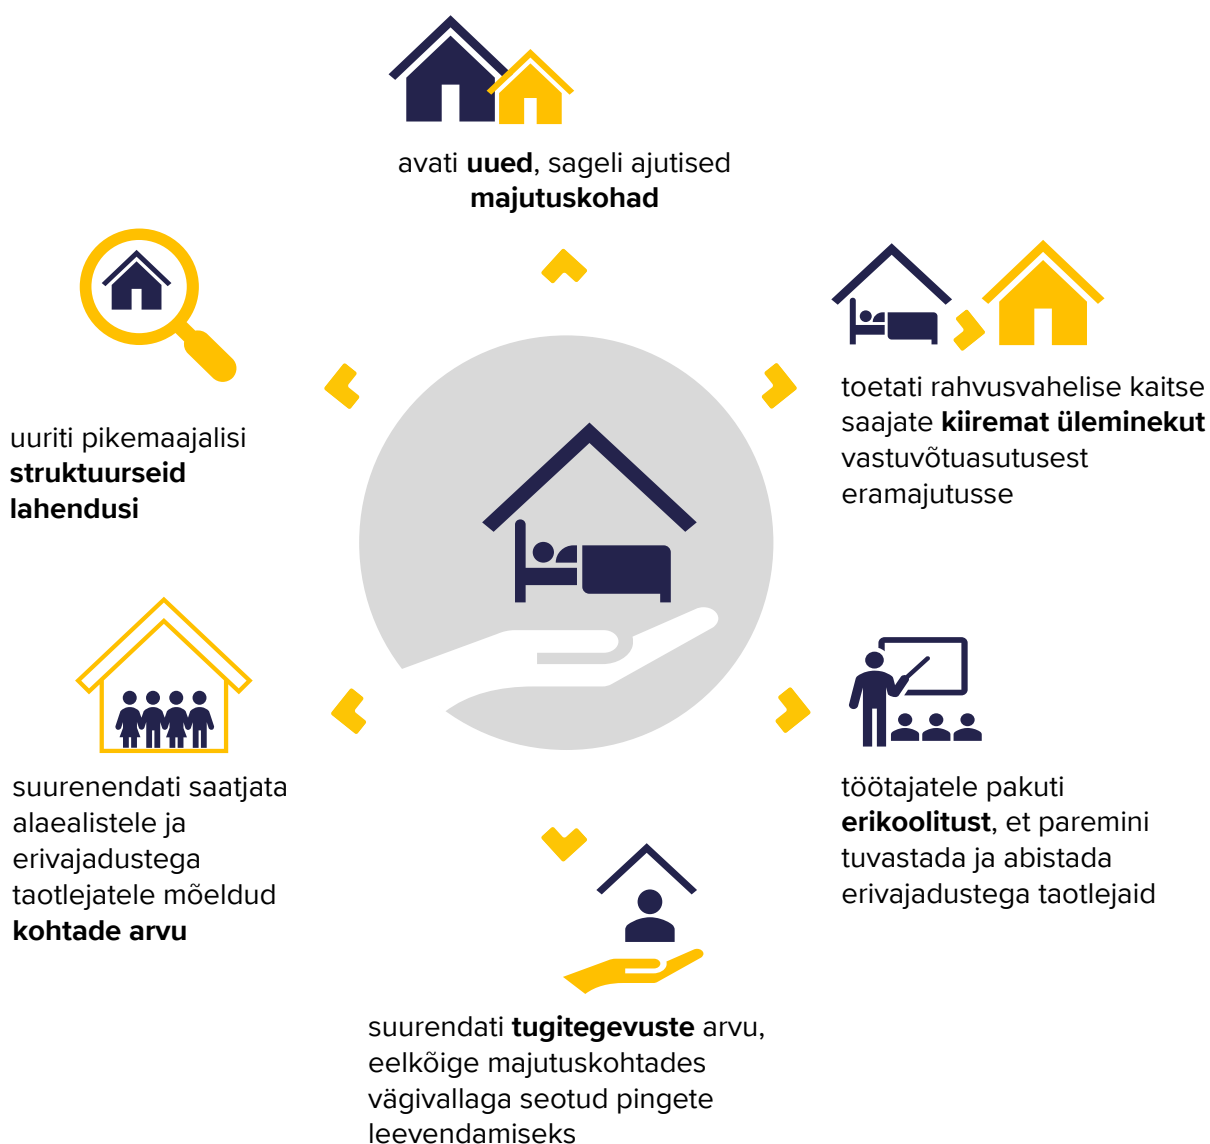 avati uued, sageli ajutised
majutuskohad
toetati rahvusvahelise kaitse
saajate kiiremat üleminekut
vastuvõtuasutusest
eramajutusse
uuriti pikemaajalisi
struktuurseid
lahendusi
suurenendati saatjata
alaealistele ja
erivajadustega
taotlejatele mõeldud
kohtade arvu
töötajatele pakuti
erikoolitust, et paremini
tuvastada ja abistada
erivajadustega taotlejaid
suurendati tugitegevuste arvu,
eelkõige majutuskohtades
vägivallaga seotud pingete
leevendamiseks